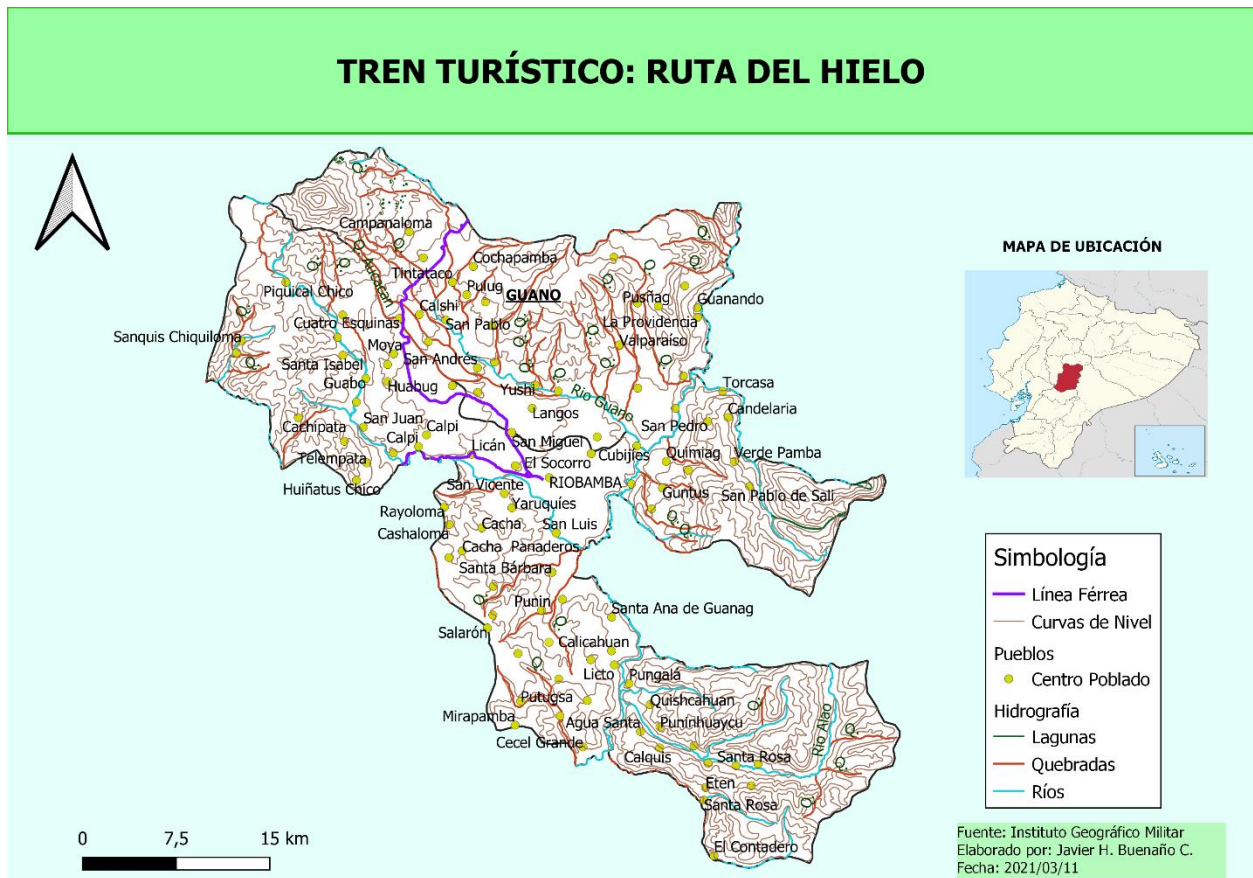 TREN TURÍSTICO: RUTA DEL HIELO
MAPA DE UBICACIÓN
Campanaloma
Q.
Q.
Q.
Q. Aucacan
Tintataco
Cochapamba
Pulug
GUANO
Piquical Chico
Calshi
San Pablo
Pusñag
Guanando
La Providencia
Valparaiso
Cuatro Esquinas
Sanquis Chiquiloma
Moya
Santa Isabel
San Andrés
Guabo
Huabug
Yushi
Rio Guano
Torcasa
Langos
Candelaria
Cachipata
San Juan
Calpi
Calpi
San Pedro
Telempata
Licán
San Miguel
Cubijíes
Quimiag
Verde Pamba
El Socorro
Huiñatus Chico
San Vicente
RIOBAMBA
Guntus
San Pablo de Sali
Rayoloma
Yaruquíes
Cashaloma
Cacha
San Luis
Q.Q.
Cacha
Panaderos
Santa Bárbara
Punin
Santa Ana de Guanag
Salarón
Calicahuan
Licto
Pungalá
Putugsa
Quishcahuan
Mirapamba
Agua Santa
Puninhuaycu
Cecel Grande
Calquis
Santa Rosa
Rio Alao
Eten
Santa Rosa
El Contadero
Simbología
Línea Férrea
Curvas de Nivel
Pueblos
Centro Poblado
Hidrografía
Lagunas
Quebradas
Ríos
0 7,5 15 km
Fuente: Instituto Geográfico Militar
Elaborado por: Javier H. Buenaño C.
Fecha: 2021/03/11